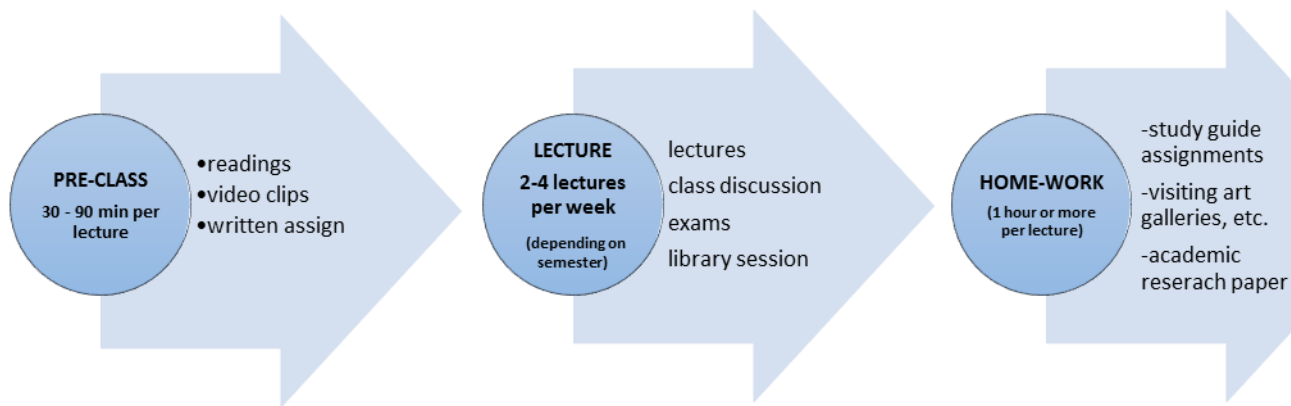 PRE-CLASS
30 - 90 min per
lecture
•readings
•video clips
•written assign
LECTURE
2-4 lectures
per week
(depending on
semester)
lectures
class discussion
exams
library session
HOME-WORK
(1 hour or more
per lecture)
-study guide
assignments
-visiting art
galleries, etc.
-academic
reserach paper